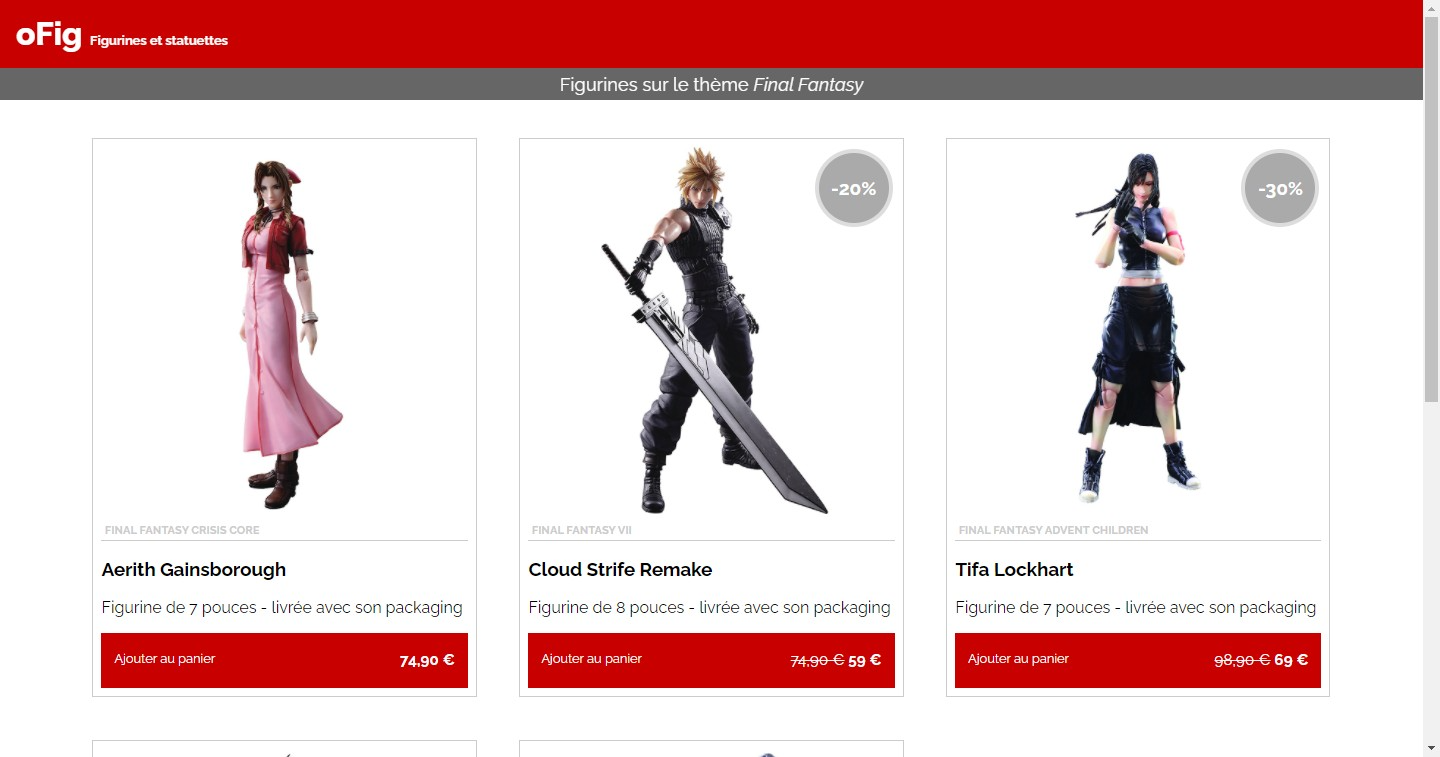 oFig Figurines et statuettes
Figurines sur le thème Final Fantasy
-20%
-30%
FINAL FANTASY CRISIS CORE
Aerith Gainsborough
Figurine de 7 pouces - livrée avec son packaging
Ajouter au panier 74,90 €
FINAL FANTASY VII
Cloud Strife Remake
Figurine de 8 pouces - livrée avec son packaging
Ajouter au panier 74,90 € 59 €
FINAL FANTASY ADVENT CHILDREN
Tifa Lockhart
Figurine de 7 pouces - livrée avec son packaging
Ajouter au panier 98,90 € 69 €